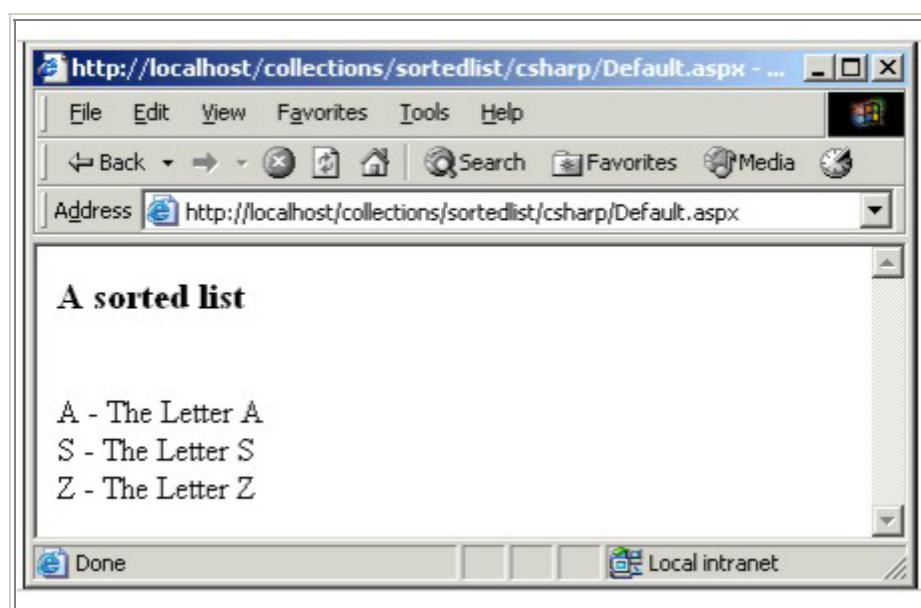 http://localhost/collections/sortedlist/csharp/Default.aspx - ...
File Edit View Favorites Tools Help
Back Search Favorites Media
Address http://localhost/collections/sortedlist/csharp/Default.aspx
A sorted list
A - The Letter A
S - The Letter S
Z - The Letter Z
Done Local intranet